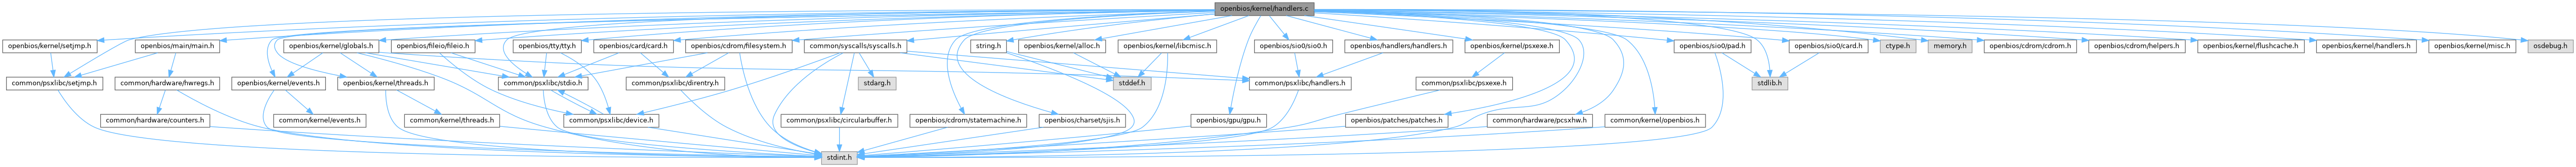 openbios/kernel/handlers.c
openbios/kernel/setjmp.h
openbios/main/main.h
openbios/kernel/globals.h
openbios/fileio/fileio.h
openbios/tty/tty.h
openbios/card/card.h
openbios/cdrom/filesystem.h
common/syscalls/syscalls.h
string.h
openbios/kernel/alloc.h
openbios/kernel/libcmisc.h
openbios/sio0/sio0.h
openbios/handlers/handlers.h
openbios/kernel/psxexe.h
openbios/sio0/pad.h
openbios/sio0/card.h
ctype.h
memory.h
openbios/cdrom/cdrom.h
openbios/cdrom/helpers.h
openbios/kernel/flushcache.h
openbios/kernel/handlers.h
openbios/kernel/misc.h
osdebug.h
common/psxlibc/setjmp.h
common/hardware/hwregs.h
openbios/kernel/events.h
openbios/kernel/threads.h
common/psxlibc/stdio.h
common/psxlibc/direntry.h
stdarg.h
stddef.h
common/psxlibc/handlers.h
common/psxlibc/psxexe.h
stdlib.h
common/hardware/counters.h
common/kernel/events.h
common/kernel/threads.h
common/psxlibc/device.h
common/psxlibc/circularbuffer.h
openbios/cdrom/statemachine.h
openbios/charset/sjis.h
openbios/gpu/gpu.h
openbios/patches/patches.h
common/hardware/pcsxhw.h
common/kernel/openbios.h
stdint.h